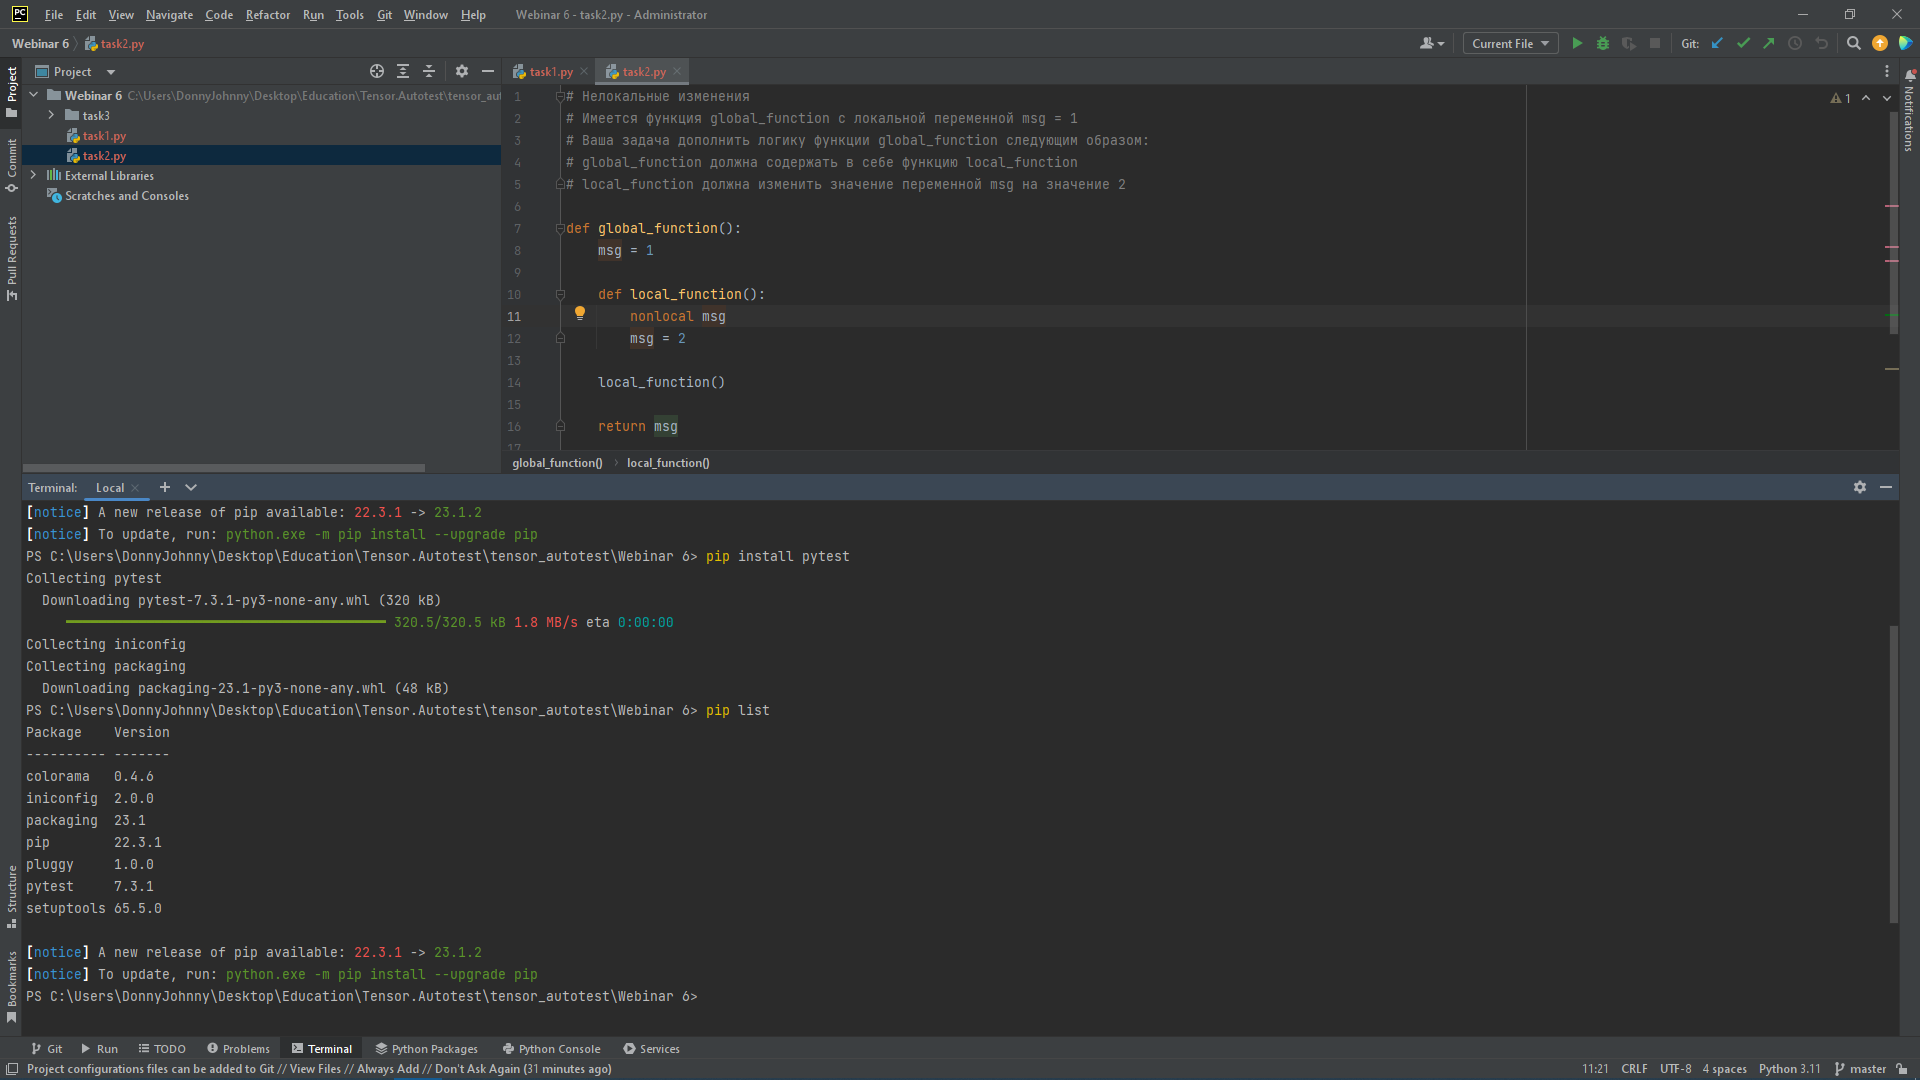 PC File Edit View Navigate Code Refactor Run Tools Git Window Help Webinar 6 - task2.py - Administrator
Webinar 6 task2.py Current File Git:
Project
Commit
Pull Requests
Structure
Bookmarks
Notifications
Project
Webinar 6 C:\Users\DonnyJohnny\Desktop\Education\Tensor.Autotest\tensor_aut
task3
task1.py
task2.py
External Libraries
Scratches and Consoles
task1.py task2.py
1
1 # Нелокальные изменения
2 # Имеется функция global_function с локальной переменной msg = 1
3 # Ваша задача дополнить логику функции global_function следующим образом:
4 # global_function должна содержать в себе функцию local_function
5 # local_function должна изменить значение переменной msg на значение 2
6
7 def global_function():
8 msg = 1
9
10 def local_function():
11 nonlocal msg
12 msg = 2
13
14 local_function()
15
16 return msg
17
global_function() local_function()
Terminal: Local
[notice] A new release of pip available: 22.3.1 -> 23.1.2
[notice] To update, run: python.exe -m pip install --upgrade pip
PS C:\Users\DonnyJohnny\Desktop\Education\Tensor.Autotest\tensor_autotest\Webinar 6> pip install pytest
Collecting pytest
Downloading pytest-7.3.1-py3-none-any.whl (320 kB)
320.5/320.5 kB 1.8 MB/s eta 0:00:00
Collecting iniconfig
Collecting packaging
Downloading packaging-23.1-py3-none-any.whl (48 kB)
PS C:\Users\DonnyJohnny\Desktop\Education\Tensor.Autotest\tensor_autotest\Webinar 6> pip list
Package Version
---------- -------
colorama 0.4.6
iniconfig 2.0.0
packaging 23.1
pip 22.3.1
pluggy 1.0.0
pytest 7.3.1
setuptools 65.5.0
[notice] A new release of pip available: 22.3.1 -> 23.1.2
[notice] To update, run: python.exe -m pip install --upgrade pip
PS C:\Users\DonnyJohnny\Desktop\Education\Tensor.Autotest\tensor_autotest\Webinar 6>
Git Run TODO Problems Terminal Python Packages Python Console Services
Project configurations files can be added to Git // View Files // Always Add // Don't Ask Again (31 minutes ago) 11:21 CRLF UTF-8 4 spaces Python 3.11 master